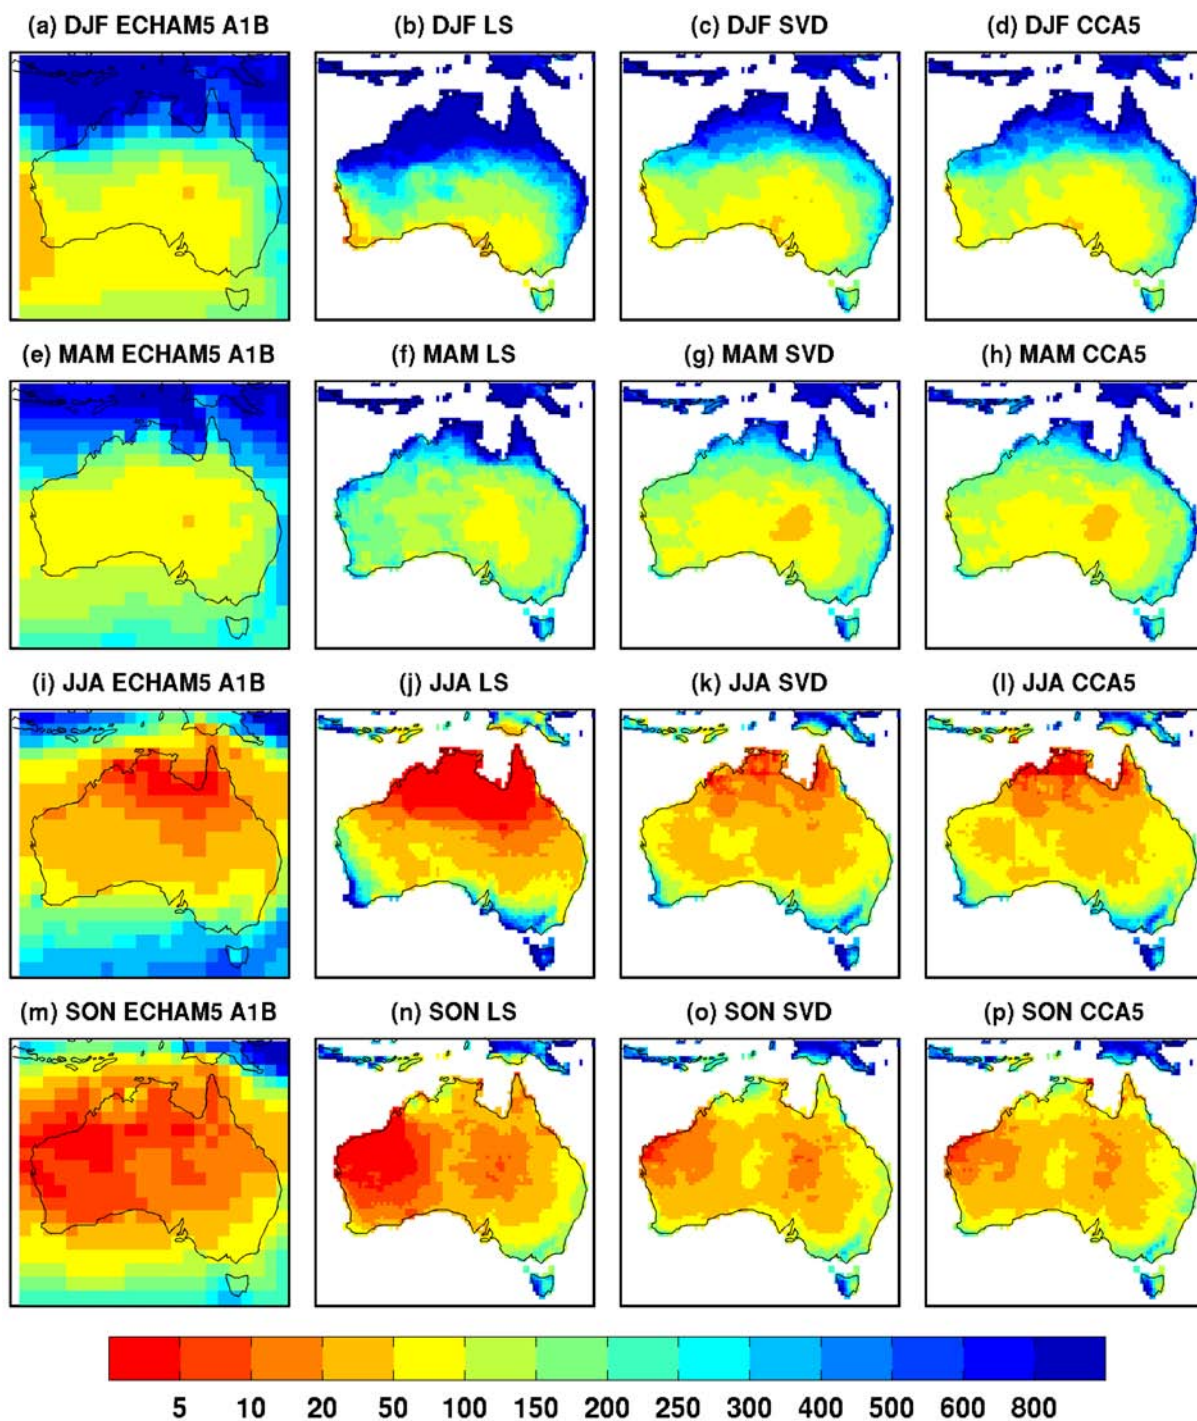 (a) DJF ECHAM5 A1B (b) DJF LS (c) DJF SVD (d) DJF CCA5
(e) MAM ECHAM5 A1B (f) MAM LS (g) MAM SVD (h) MAM CCA5
(i) JJA ECHAM5 A1B (j) JJA LS (k) JJA SVD (l) JJA CCA5
(m) SON ECHAM5 A1B (n) SON LS (o) SON SVD (p) SON CCA5
5 10 20 50 100 150 200 250 300 400 500 600 800